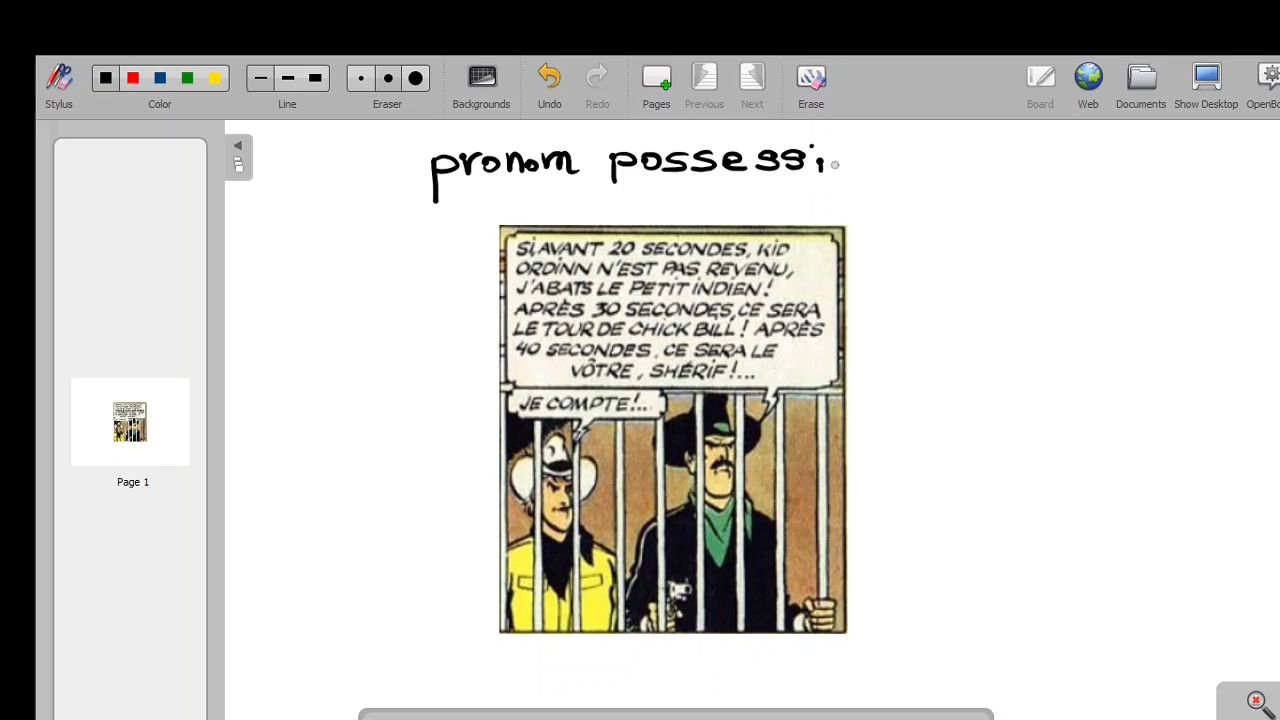 Stylus
Color
Line
Eraser
Backgrounds
Undo
Redo
Pages
Previous
Next
Erase
Board
Web
Documents
Show Desktop
OpenBo
pronom possessi
SI, AVANT 20 SECONDES, KID
ORDINN N'EST PAS REVENU,
J'ABATS LE PETIT INDIEN !
APRÈS 30 SECONDES, CE SERA
LE TOUR DE CHICK BILL ! APRÈS
40 SECONDES, CE SERA LE
VÔTRE, SHÉRIF !...
JE COMPTE !...
Page 1